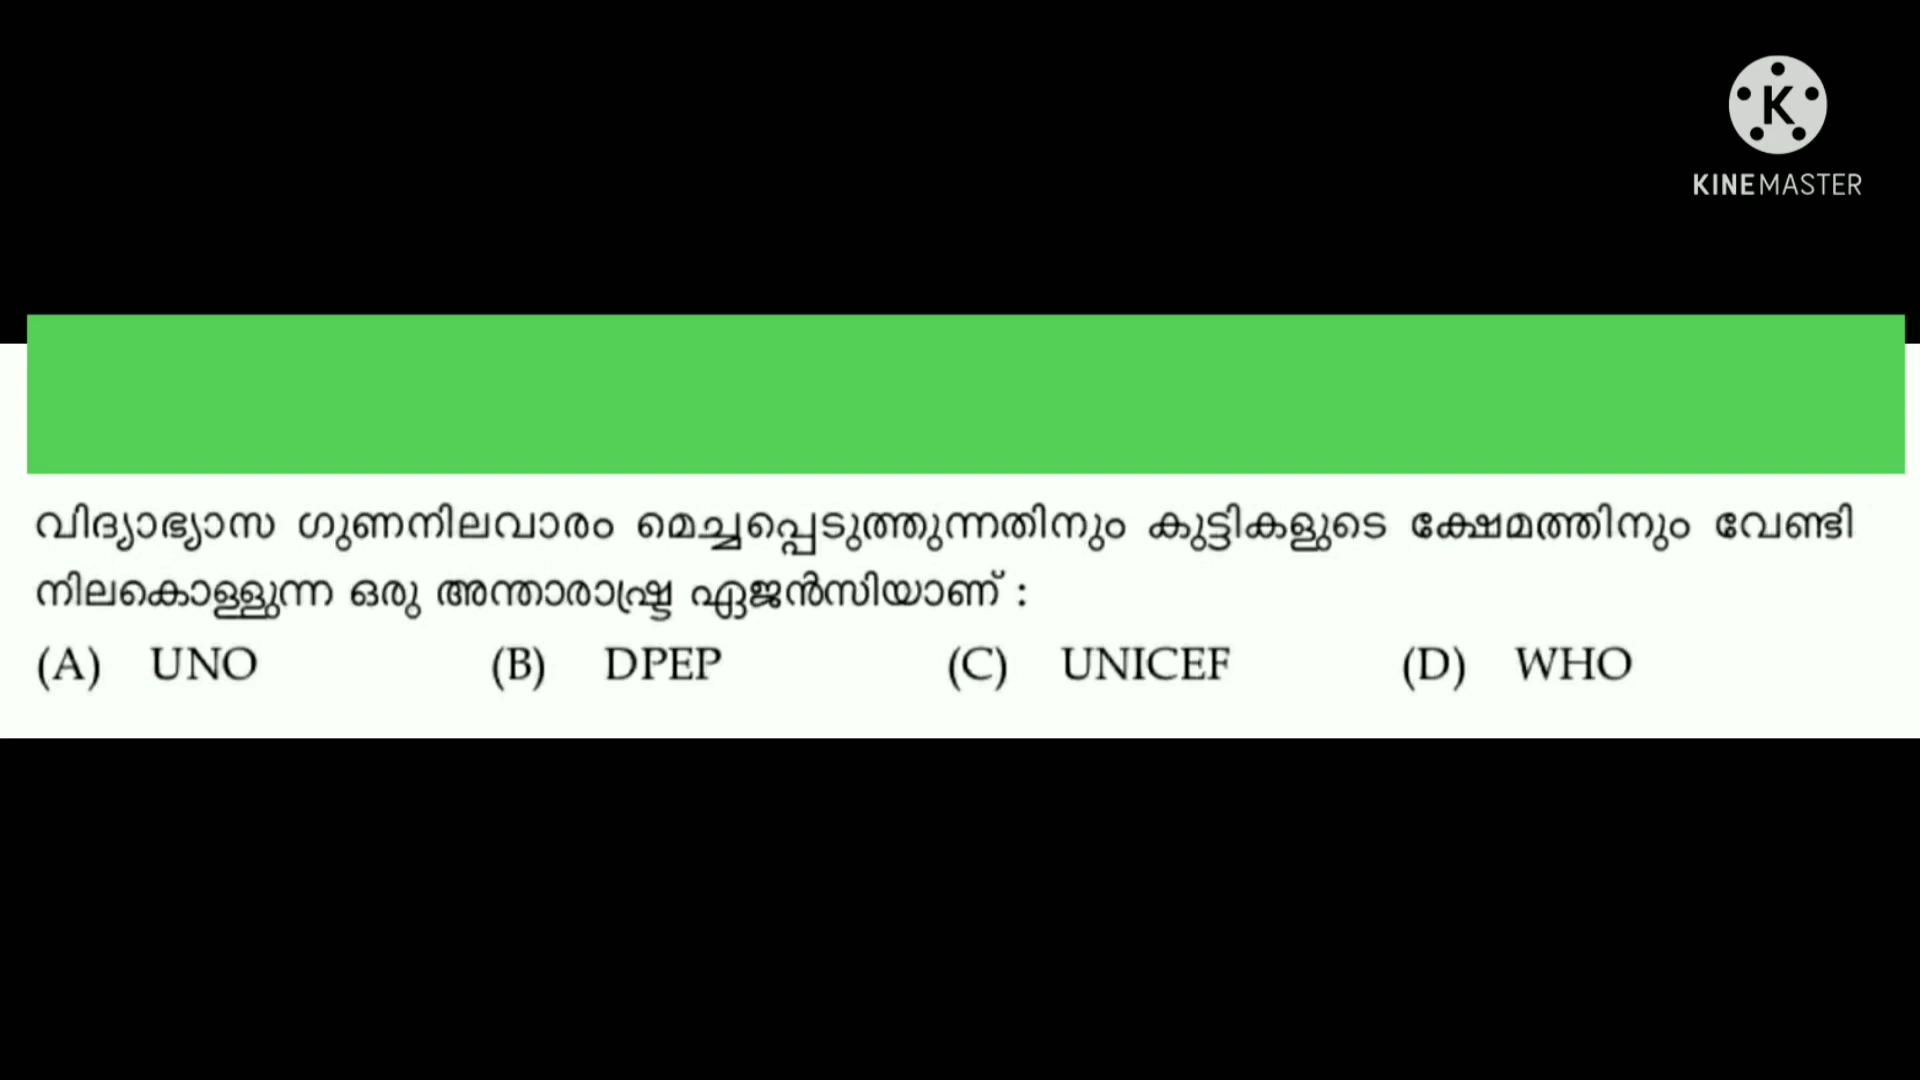 K
KINEMASTER
വിദ്യാഭ്യാസ ഗുണനിലവാരം മെച്ചപ്പെടുത്തുന്നതിനും കുട്ടികളുടെ ക്ഷേമത്തിനും വേണ്ടി
നിലകൊള്ളുന്ന ഒരു അന്താരാഷ്ട്ര ഏജൻസിയാണ് :
(A) UNO (B) DPEP (C) UNICEF (D) WHO